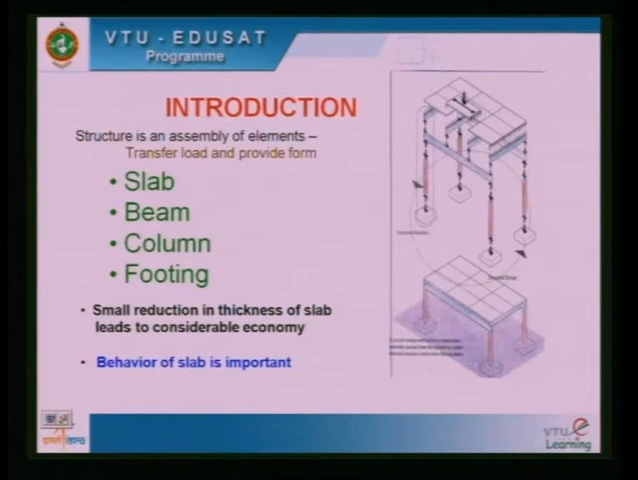 VTU - EDUSAT
Programme
INTRODUCTION
Structure is an assembly of elements –
Transfer load and provide form
• Slab
• Beam
• Column
• Footing
• Small reduction in thickness of slab
leads to considerable economy
• Behavior of slab is important
VTU e
Learning